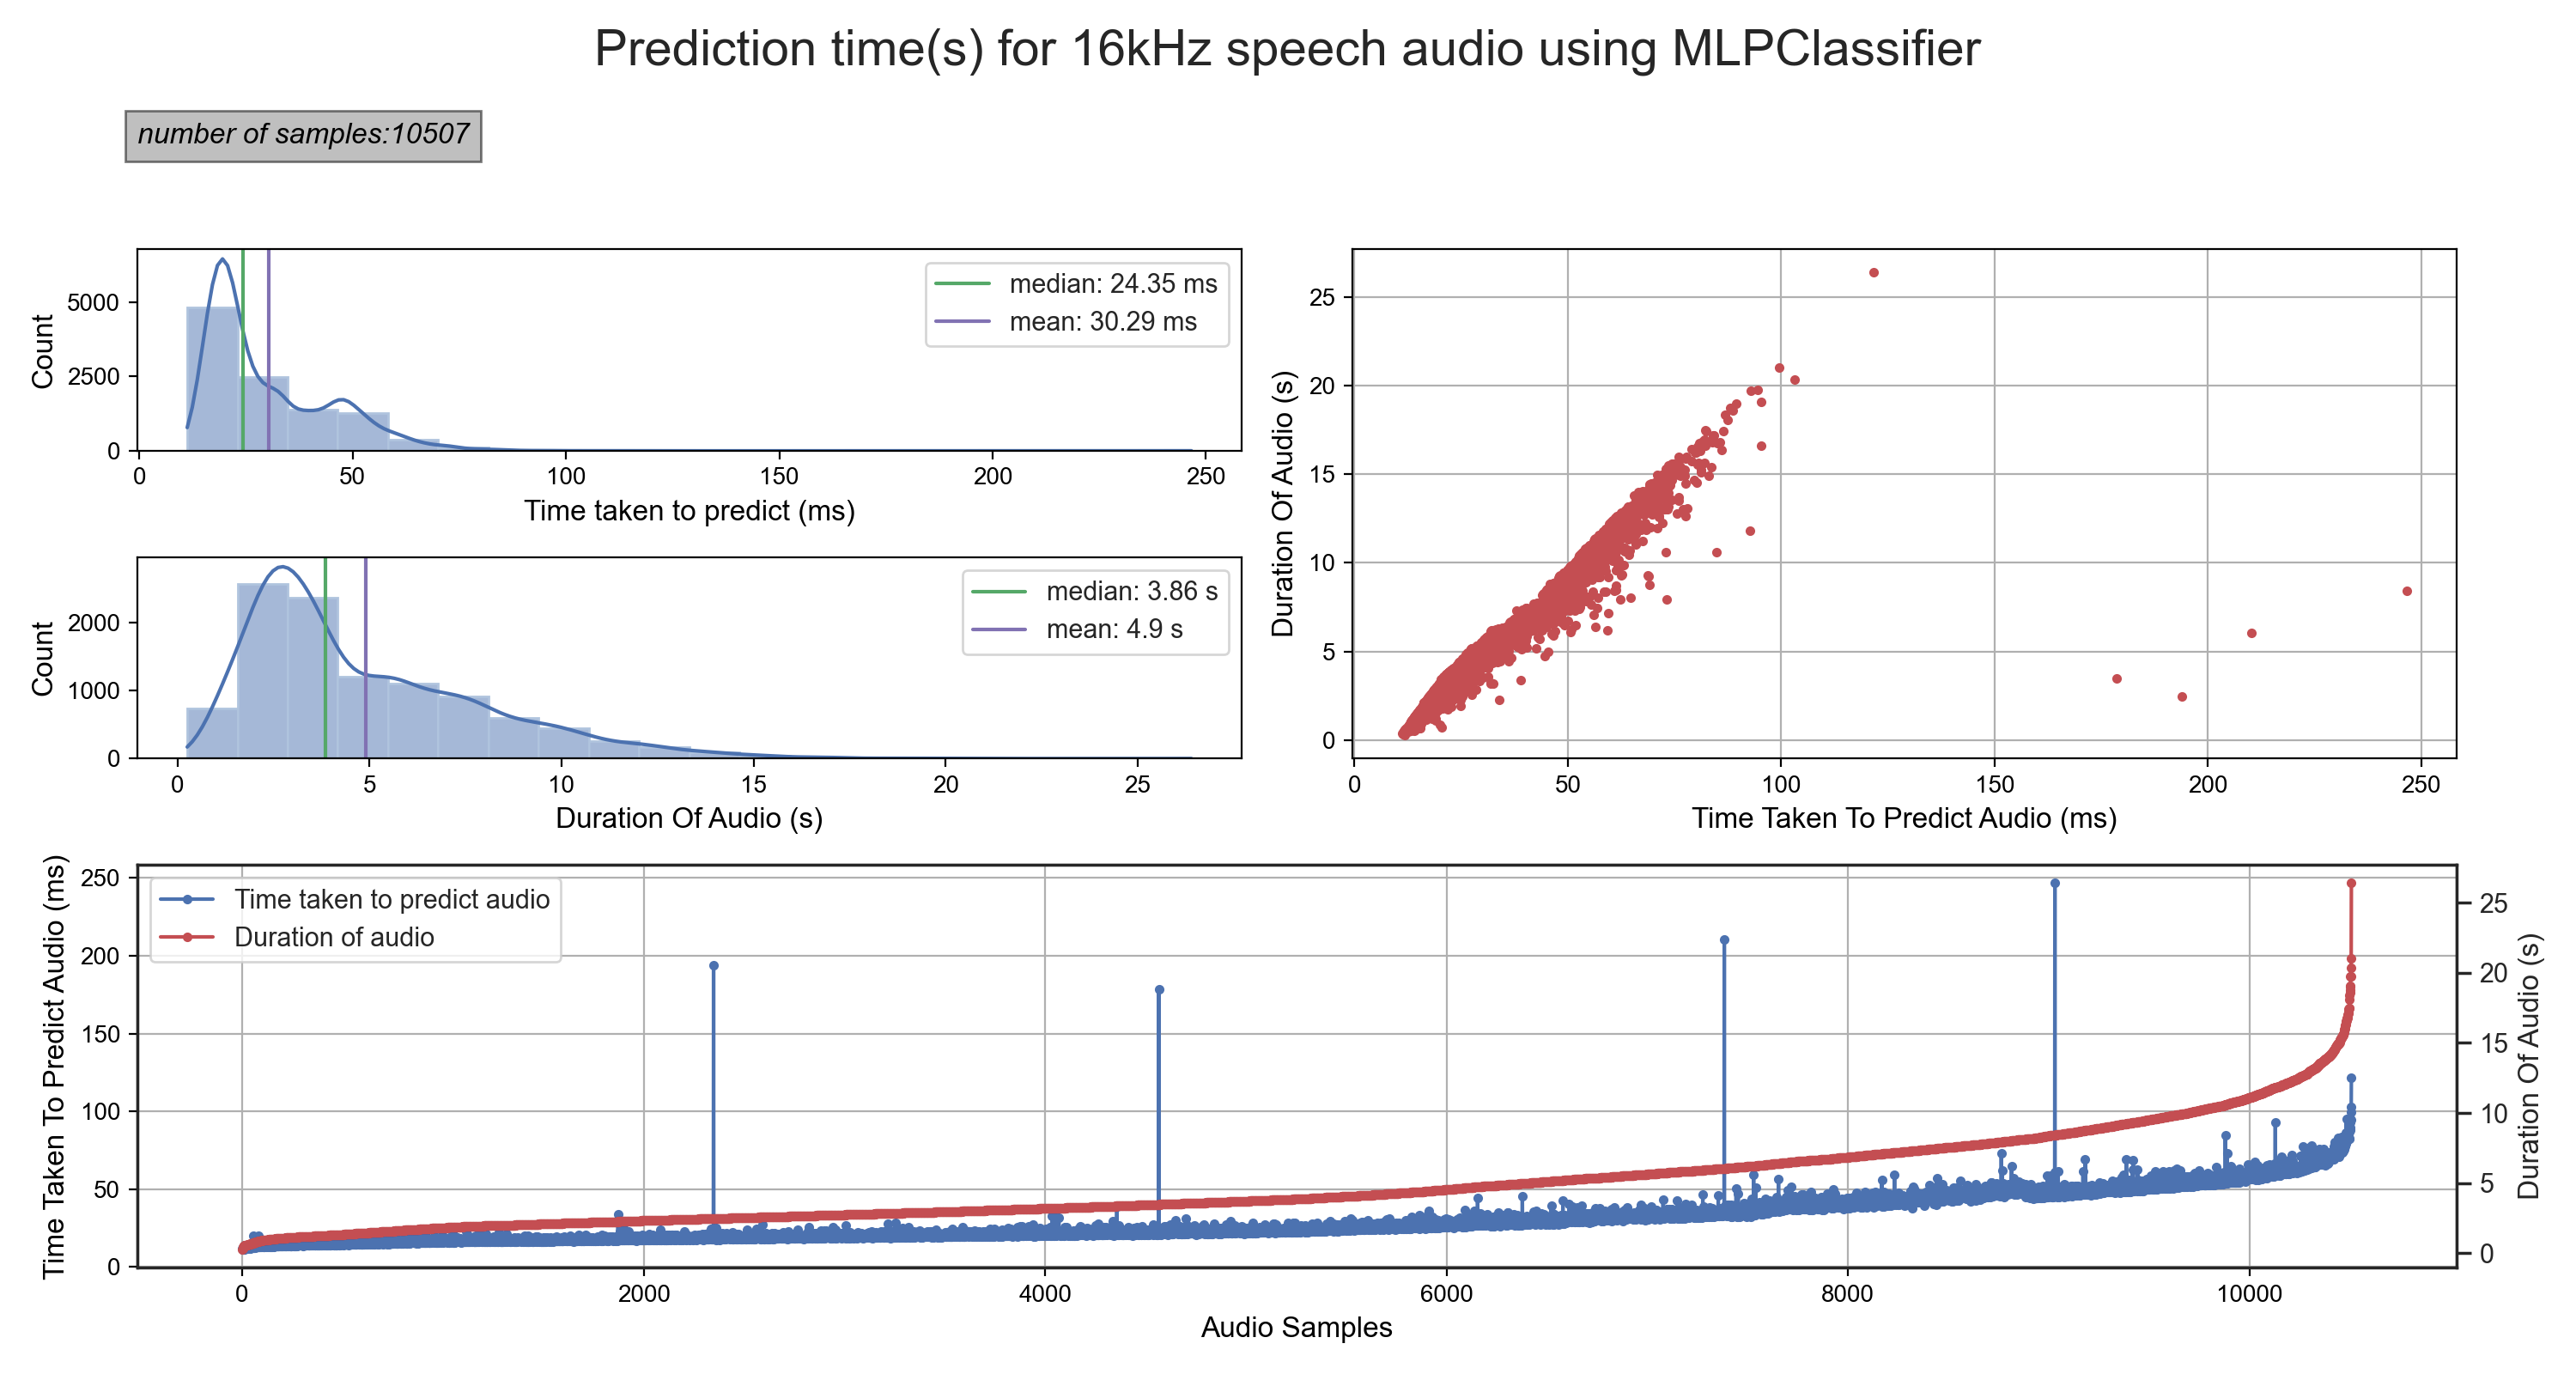 Prediction time(s) for 16kHz speech audio using MLPClassifier
number of samples:10507
Count
5000
2500
0
median: 24.35 ms
mean: 30.29 ms
0 50 100 150 200 250
Time taken to predict (ms)
Count
2000
1000
0
median: 3.86 s
mean: 4.9 s
0 5 10 15 20 25
Duration Of Audio (s)
Duration Of Audio (s)
25
20
15
10
5
0
0 50 100 150 200 250
Time Taken To Predict Audio (ms)
Time Taken To Predict Audio (ms)
250
200
150
100
50
0
Time taken to predict audio
Duration of audio
25
20
15
10
5
0
Duration Of Audio (s)
0 2000 4000 6000 8000 10000
Audio Samples